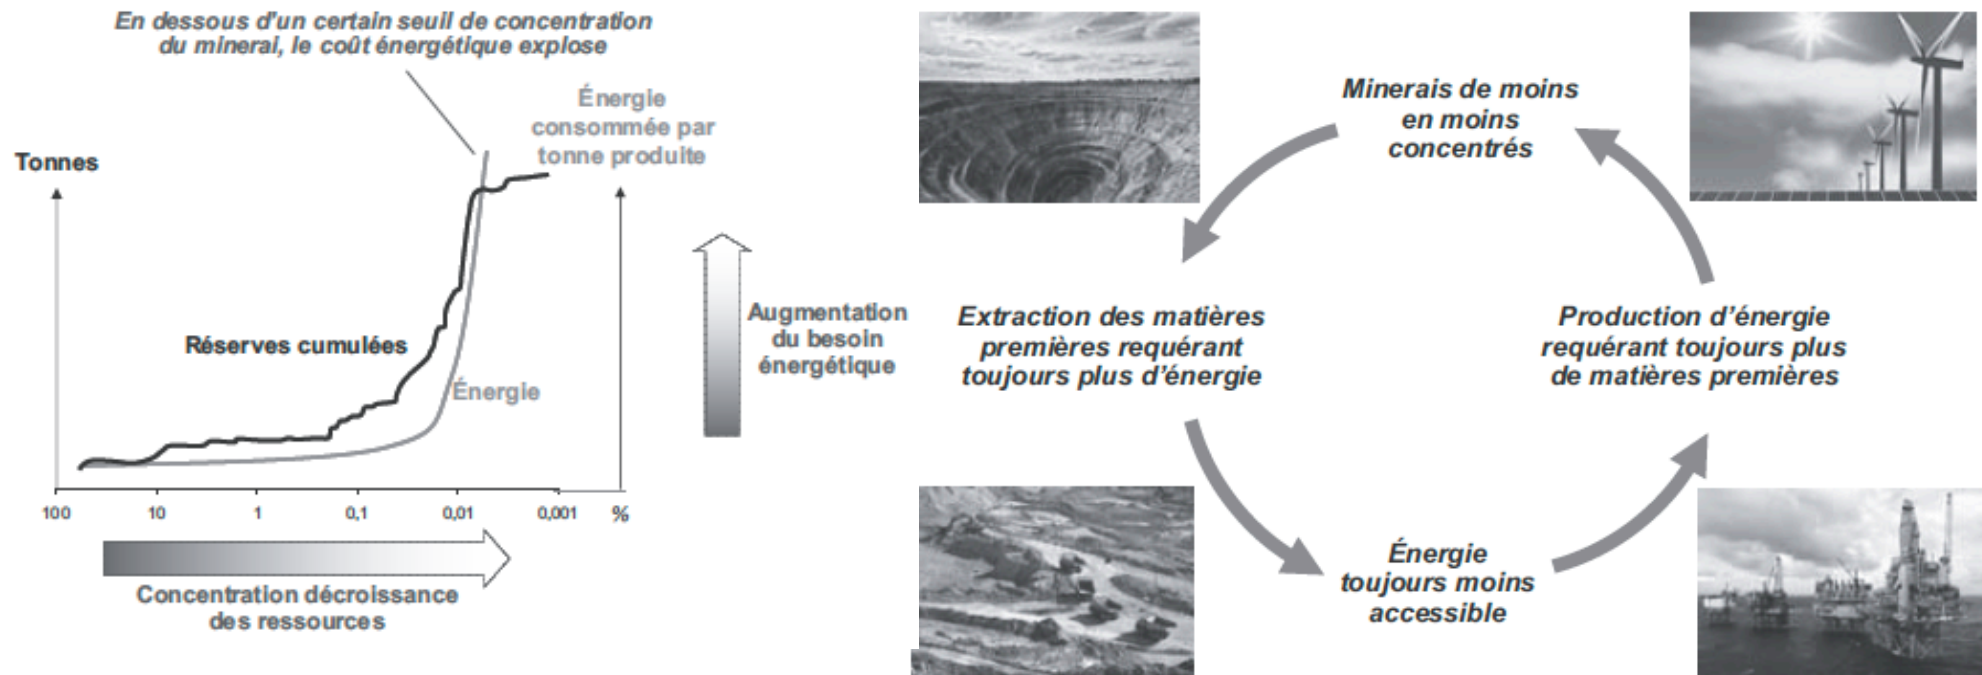 En dessous d'un certain seuil de concentration
du minerai, le coût énergétique explose
Énergie
consommée par
tonne produite
Tonnes
Réserves cumulées
Énergie
100
10
1
0,1
0,01
0,001
%
Concentration décroissance
des ressources
Augmentation
du besoin
énergétique
Minerais de moins
en moins
concentrés
Extraction des matières
premières requérant
toujours plus d'énergie
Production d'énergie
requérant toujours plus
de matières premières
Énergie
toujours moins
accessible